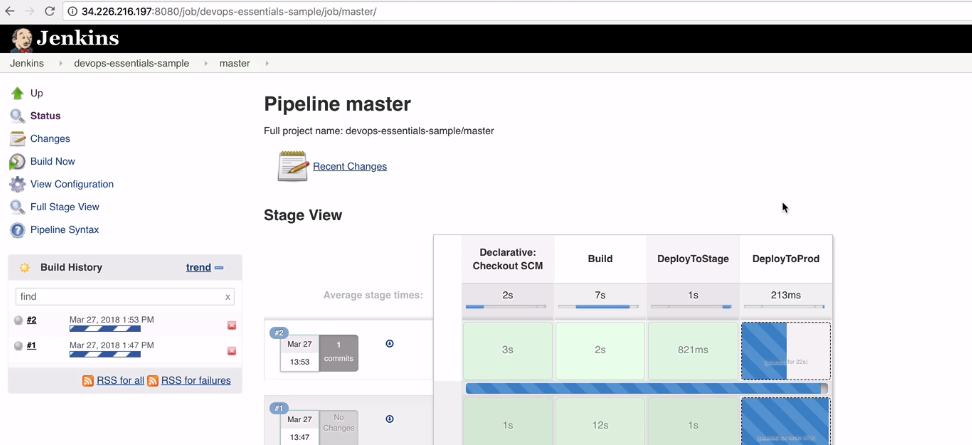 34.226.216.197:8080/job/devops-essentials-sample/job/master/
Jenkins
Jenkins devops-essentials-sample master
Up
Status
Changes
Build Now
View Configuration
Full Stage View
Pipeline Syntax
Build History trend
find x
#2 Mar 27, 2018 1:53 PM
#1 Mar 27, 2018 1:47 PM
RSS for all RSS for failures
Pipeline master
Full project name: devops-essentials-sample/master
Recent Changes
Stage View
Declarative: Checkout SCM Build DeployToStage DeployToProd
Average stage times: 2s 7s 1s 213ms
#2
Mar 27
13:53
1
commits
3s 2s 821ms
#1
Mar 27
13:47
No
Changes
1s 12s 1s